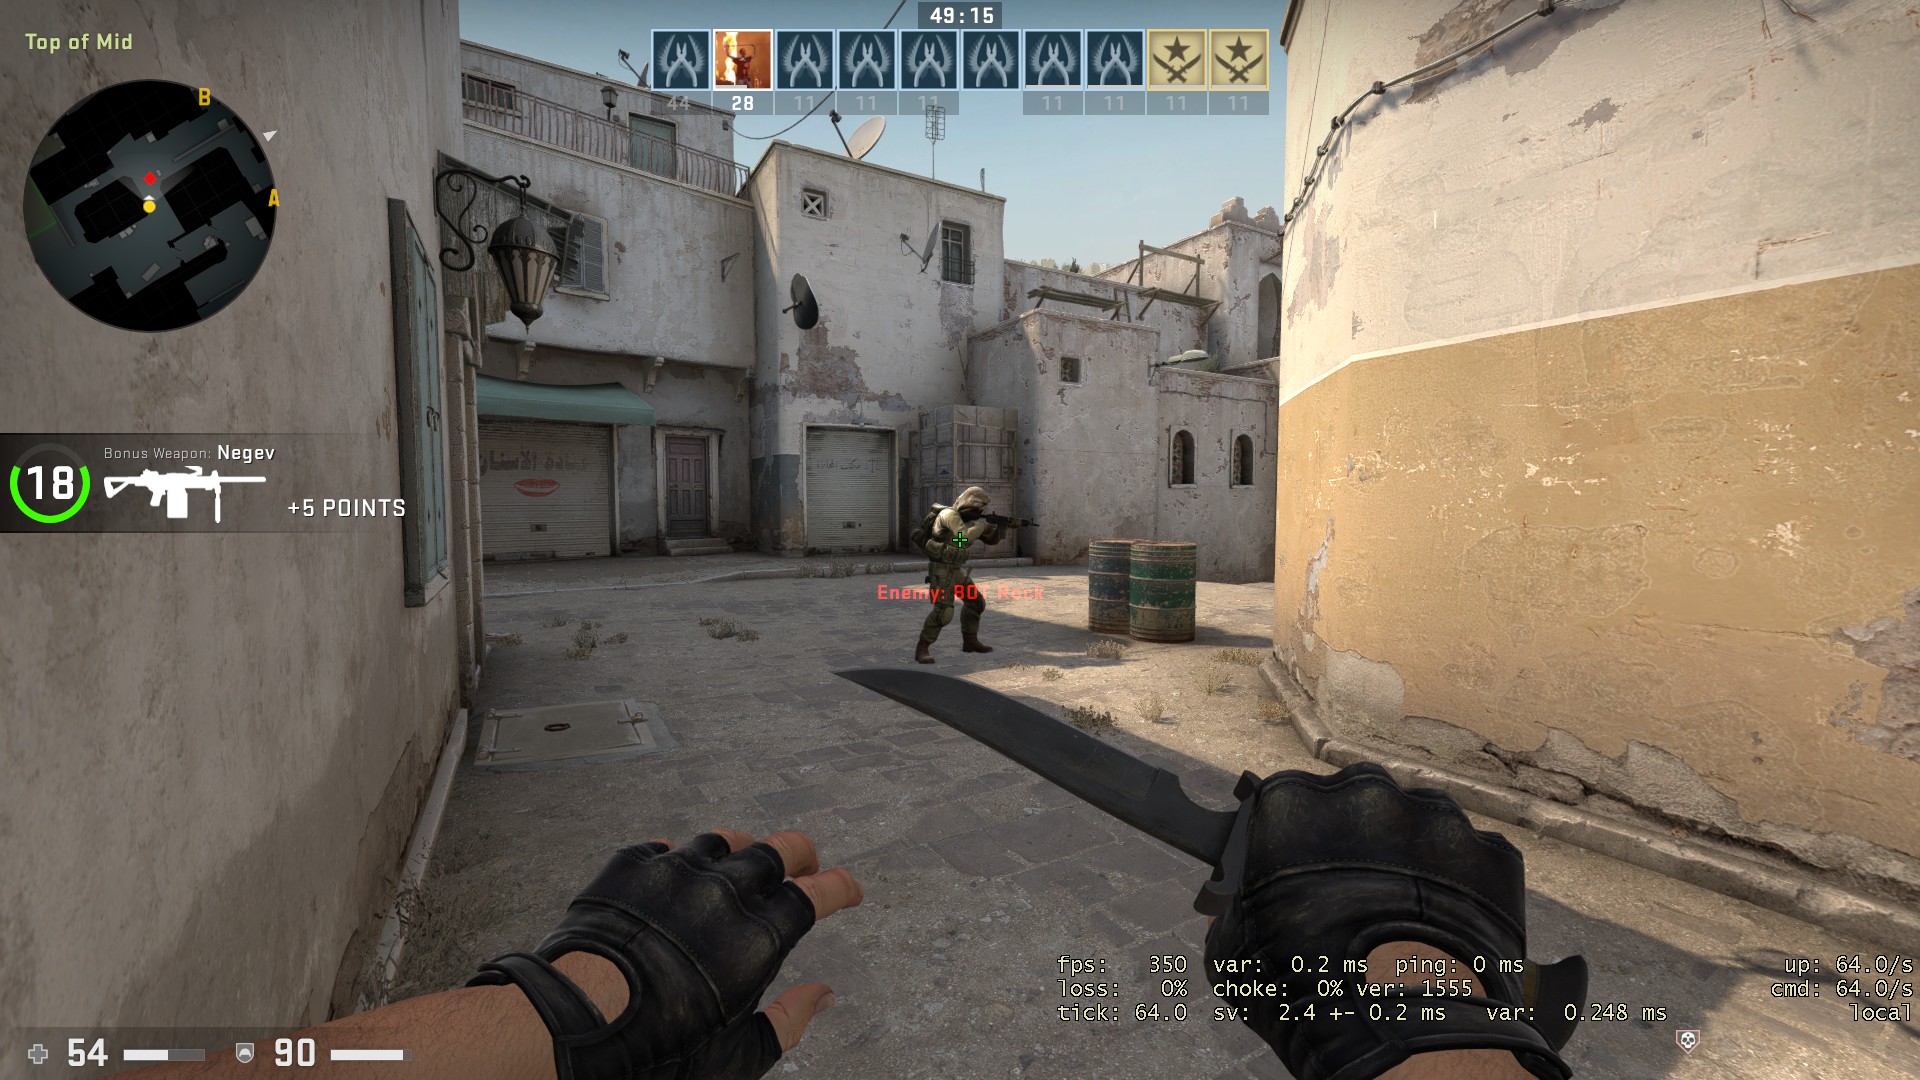 49:15
Top of Mid
B
A
44 28 11 11 11 11 11 11 11
Bonus Weapon: Negev
18
+5 POINTS
Enemy: BOT Rock
fps: 350 var: 0.2 ms ping: 0 ms up: 64.0/s
loss: 0% choke: 0% ver: 1555 cmd: 64.0/s
tick: 64.0 sv: 2.4 +- 0.2 ms var: 0.248 ms local
54 90